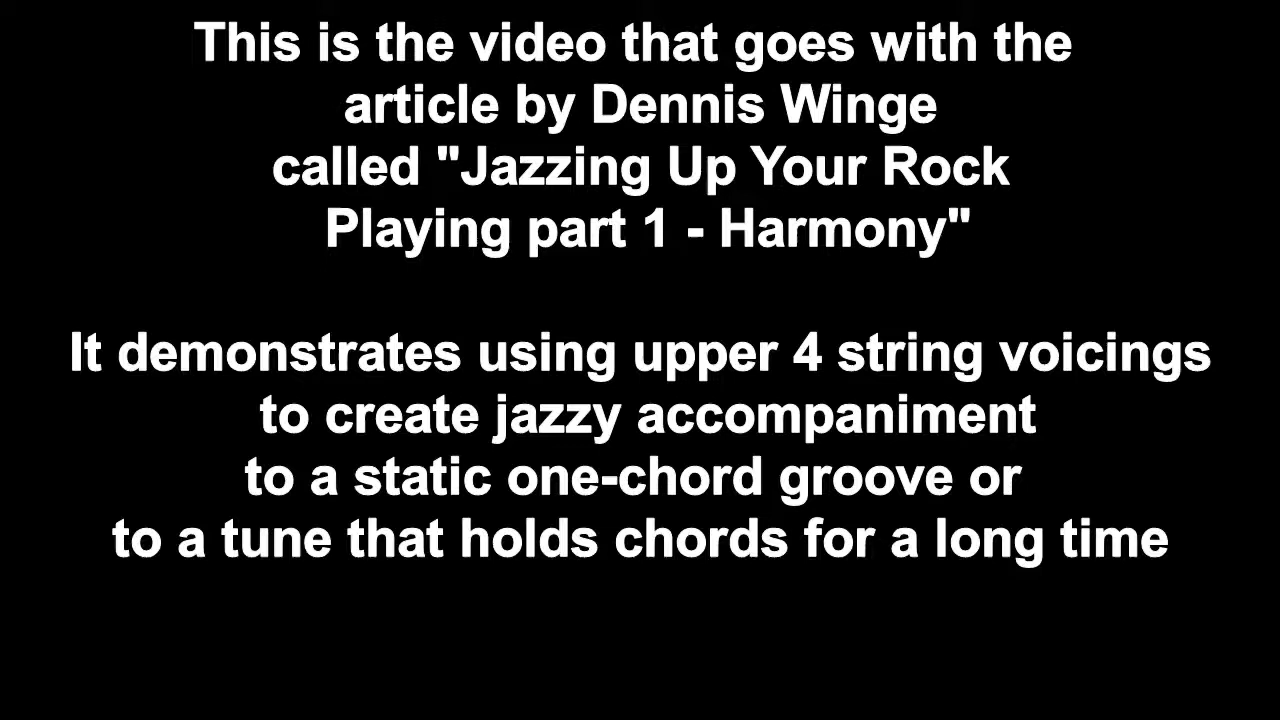 This is the video that goes with the
article by Dennis Winge
called "Jazzing Up Your Rock
Playing part 1 - Harmony"
It demonstrates using upper 4 string voicings
to create jazzy accompaniment
to a static one-chord groove or
to a tune that holds chords for a long time